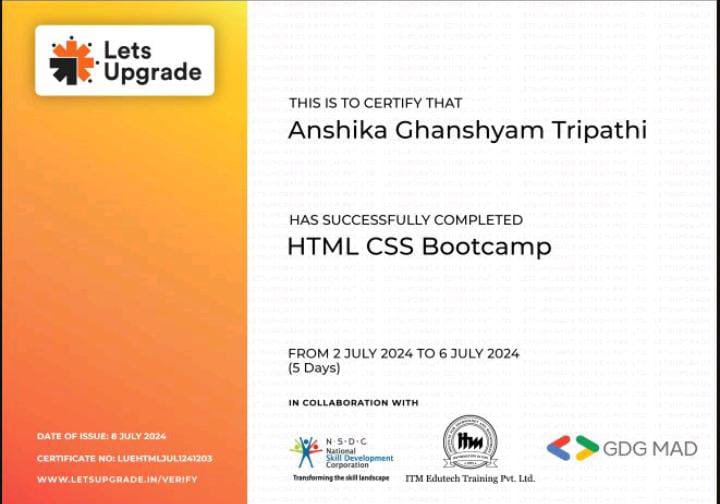 Lets
Upgrade
THIS IS TO CERTIFY THAT
Anshika Ghanshyam Tripathi
HAS SUCCESSFULLY COMPLETED
HTML CSS Bootcamp
FROM 2 JULY 2024 TO 6 JULY 2024
(5 Days)
IN COLLABORATION WITH
N·S·D·C
National
Skill Development
Corporation
Transforming the skill landscape
itm
ITM Edutech Training Pvt. Ltd.
GDG MAD
DATE OF ISSUE: 8 JULY 2024
CERTIFICATE NO: LUEHTMLJUL1241203
WWW.LETSUPGRADE.IN/VERIFY